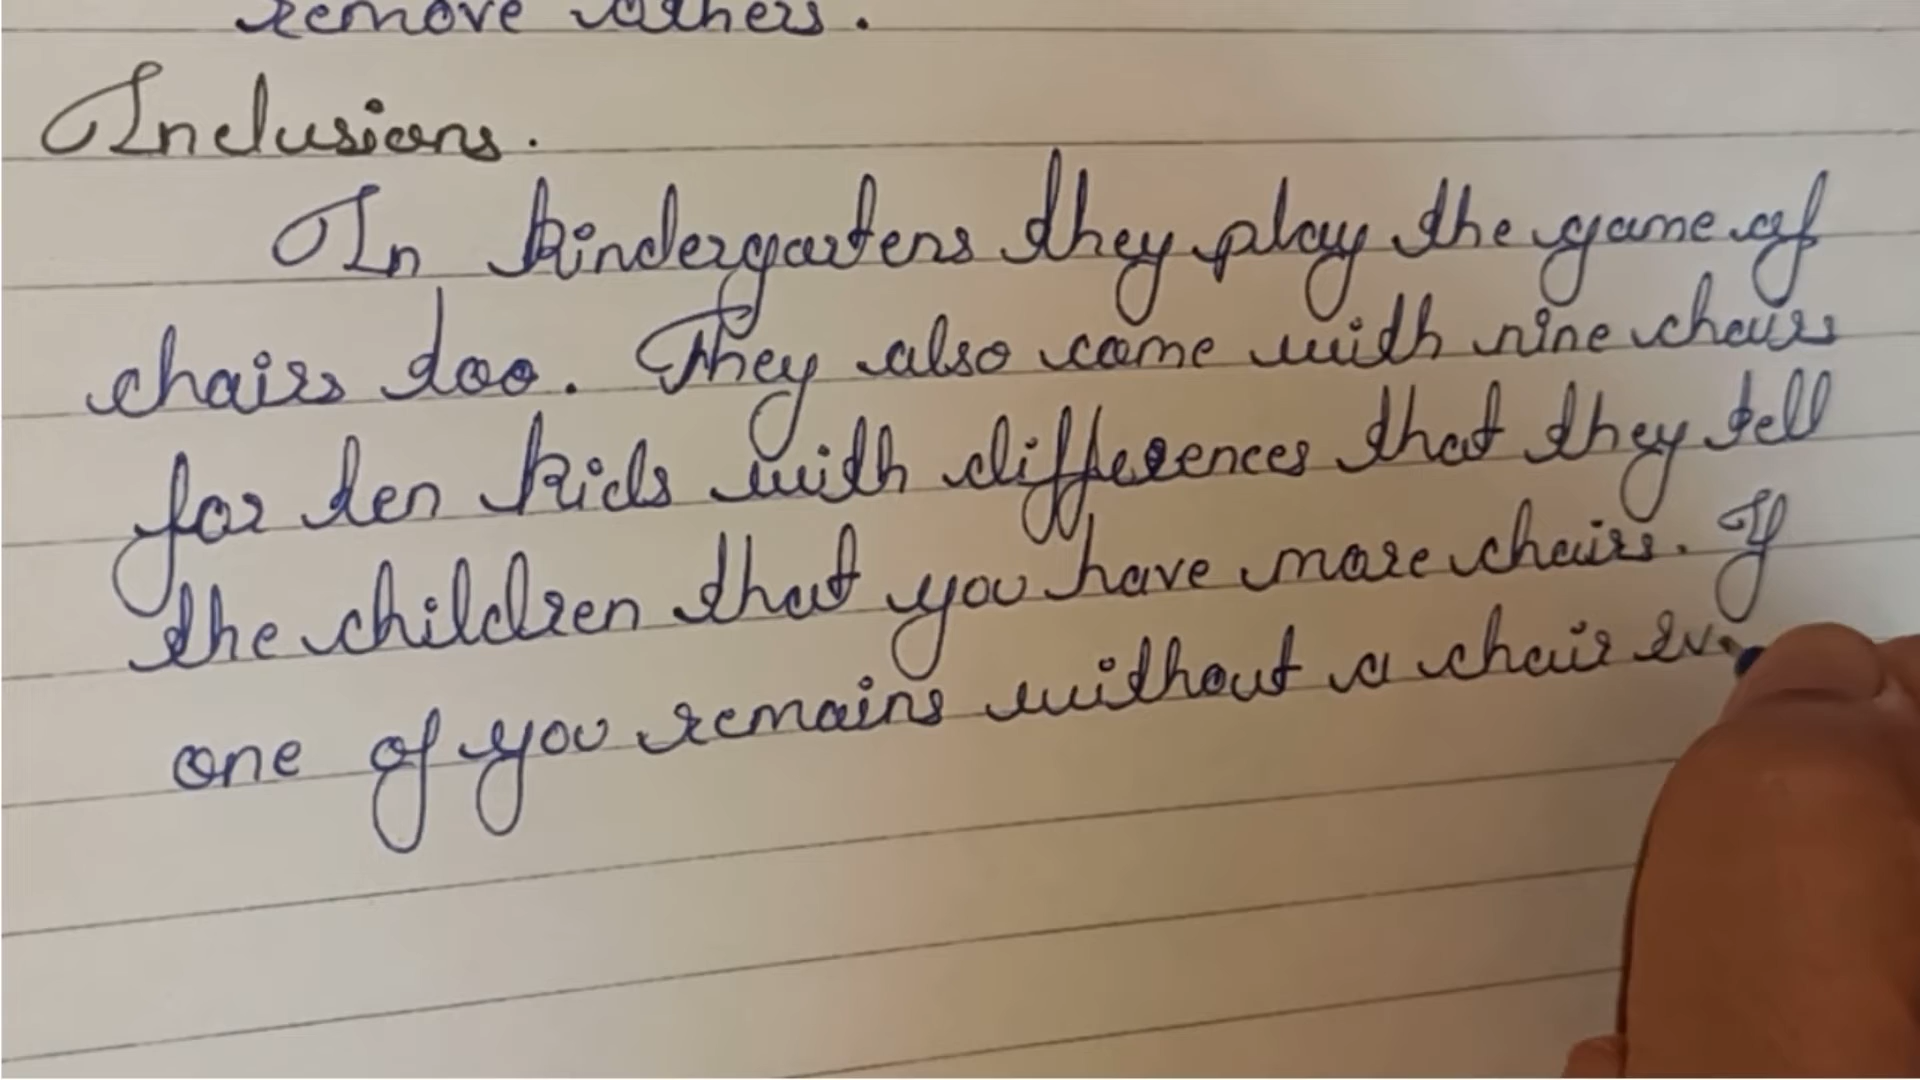 remove others.
Inclusions.
In kindergartens they play the game of
chairs too. They also come with nine chairs
for ten kids with differences that they tell
the children that you have more chairs. If
one of you remains without a chair ev